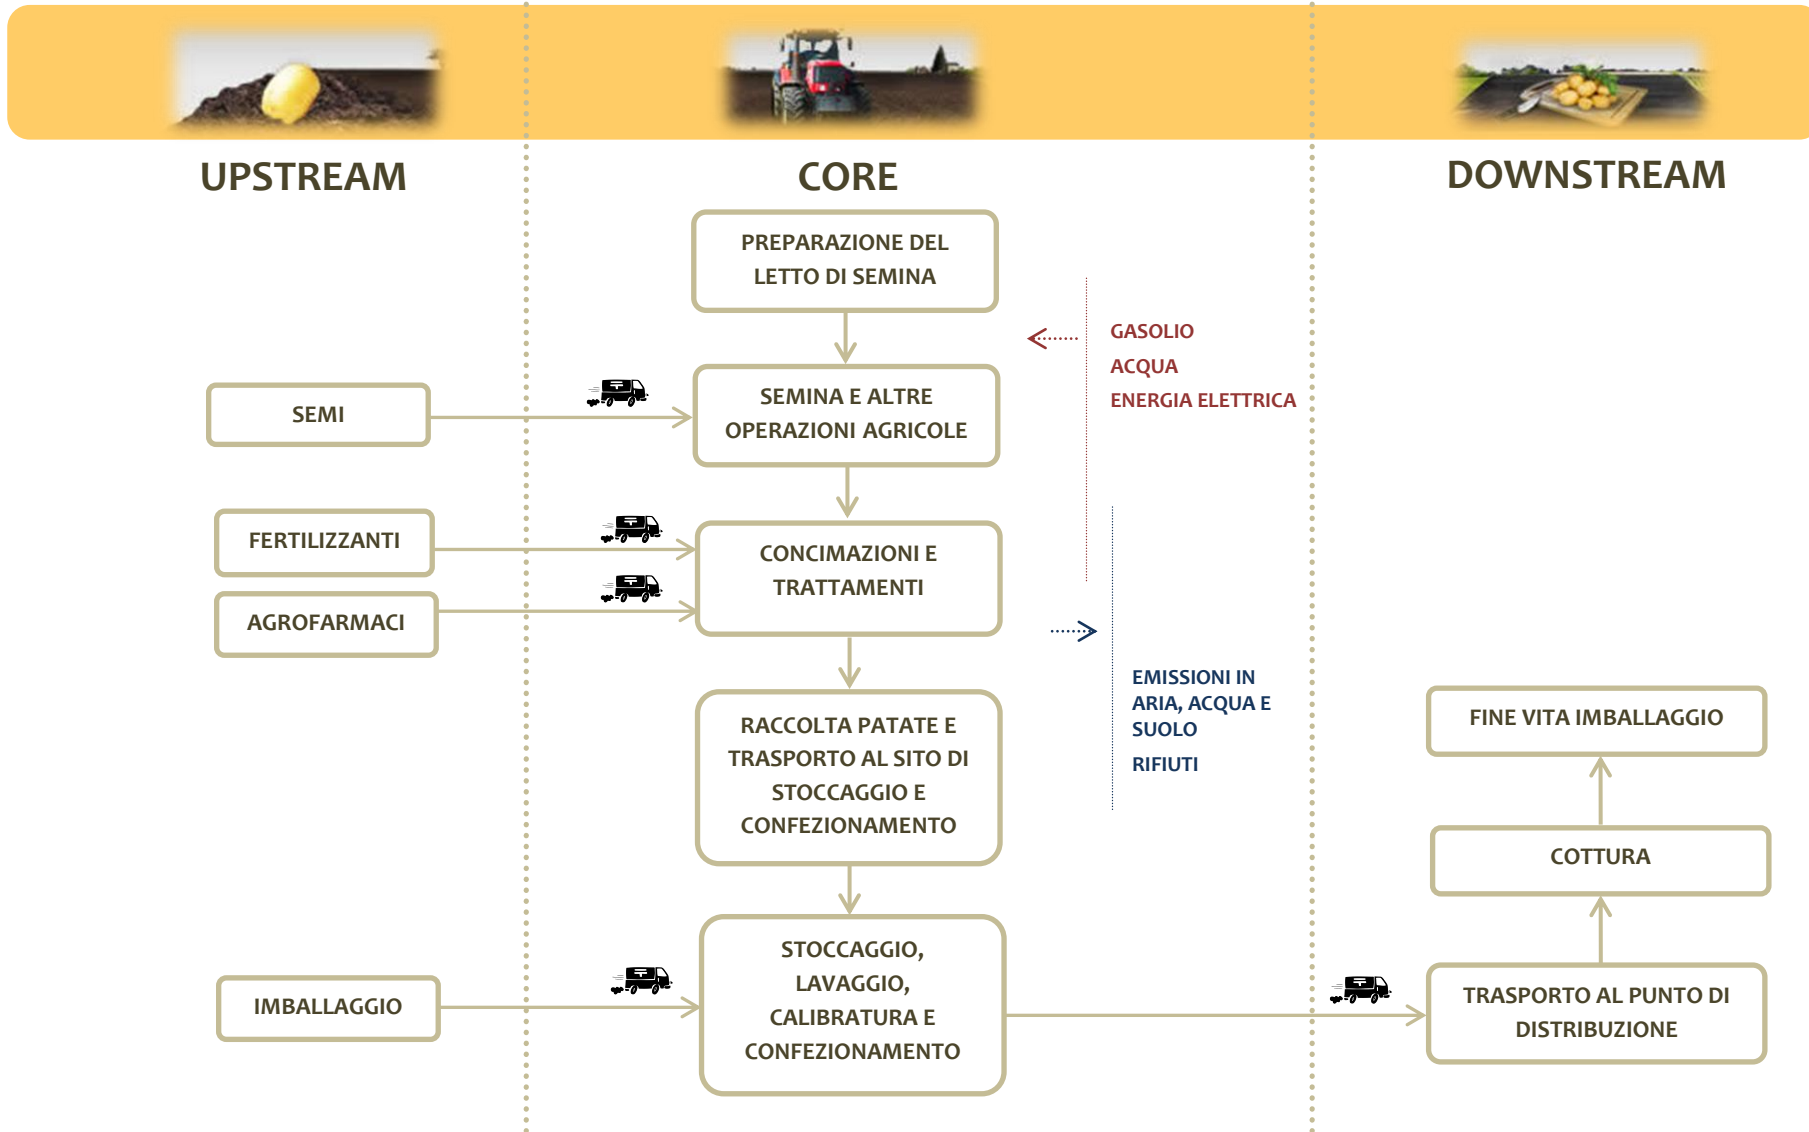 UPSTREAM
CORE
DOWNSTREAM
PREPARAZIONE DEL
LETTO DI SEMINA
GASOLIO
ACQUA
ENERGIA ELETTRICA
SEMI
SEMINA E ALTRE
OPERAZIONI AGRICOLE
FERTILIZZANTI
AGROFARMACI
CONCIMAZIONI E
TRATTAMENTI
EMISSIONI IN
ARIA, ACQUA E
SUOLO
RIFIUTI
RACCOLTA PATATE E
TRASPORTO AL SITO DI
STOCCAGGIO E
CONFEZIONAMENTO
FINE VITA IMBALLAGGIO
COTTURA
IMBALLAGGIO
STOCCAGGIO,
LAVAGGIO,
CALIBRATURA E
CONFEZIONAMENTO
TRASPORTO AL PUNTO DI
DISTRIBUZIONE